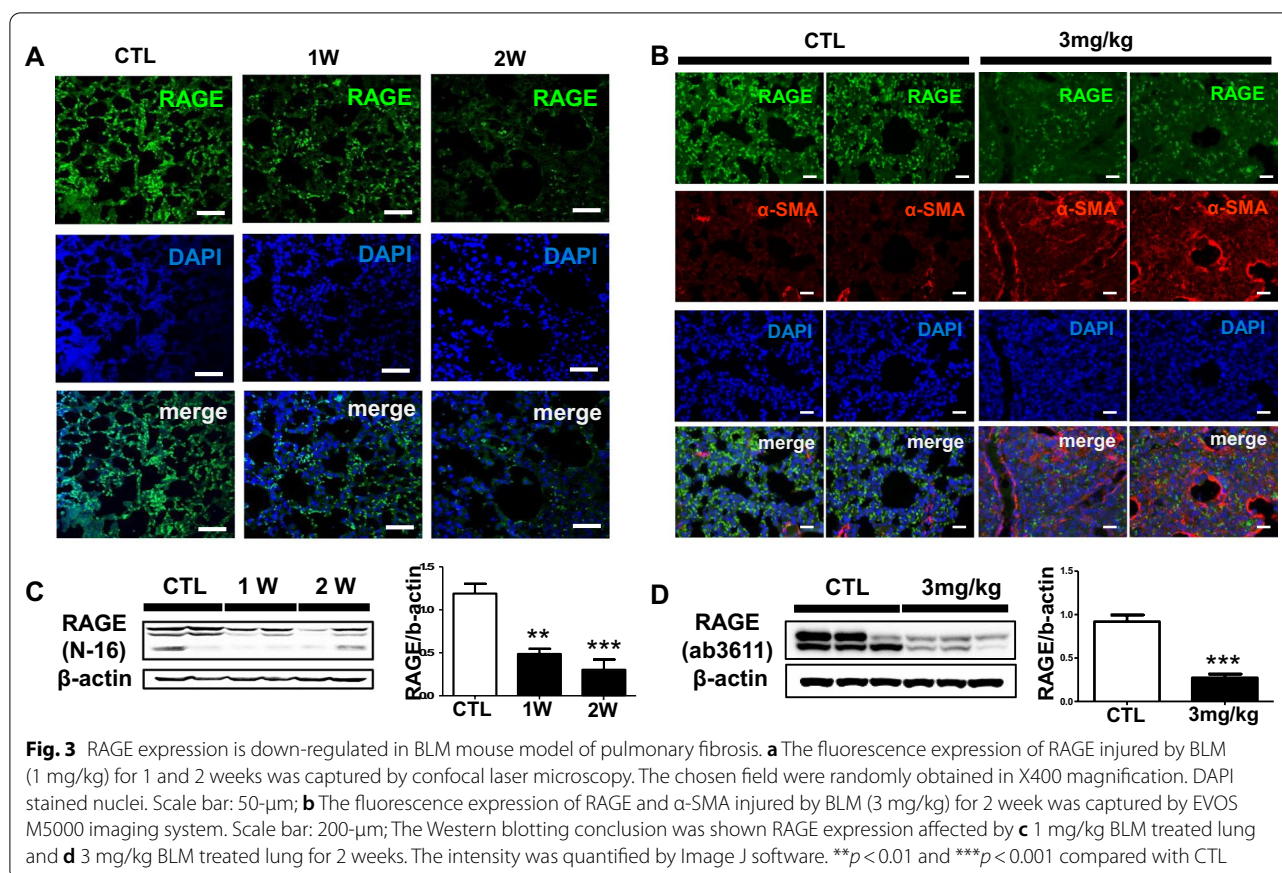 A
CTL 1W 2W
RAGE RAGE RAGE
DAPI DAPI DAPI
merge merge merge
B
CTL 3mg/kg
RAGE RAGE RAGE RAGE
α-SMA α-SMA α-SMA α-SMA
DAPI DAPI DAPI DAPI
merge merge merge merge
C
CTL 1 W 2 W
RAGE
(N-16)
β-actin
RAGE/b-actin
1.5
1.0
0.5
0.0
** ***
CTL 1W 2W
D
CTL 3mg/kg
RAGE
(ab3611)
β-actin
RAGE/b-actin
1.5
1.0
0.5
0.0
***
CTL 3mg/kg
Fig. 3 RAGE expression is down-regulated in BLM mouse model of pulmonary fibrosis. a The fluorescence expression of RAGE injured by BLM
(1 mg/kg) for 1 and 2 weeks was captured by confocal laser microscopy. The chosen field were randomly obtained in X400 magnification. DAPI
stained nuclei. Scale bar: 50-μm; b The fluorescence expression of RAGE and α-SMA injured by BLM (3 mg/kg) for 2 week was captured by EVOS
M5000 imaging system. Scale bar: 200-μm; The Western blotting conclusion was shown RAGE expression affected by c 1 mg/kg BLM treated lung
and d 3 mg/kg BLM treated lung for 2 weeks. The intensity was quantified by Image J software. **p < 0.01 and ***p < 0.001 compared with CTL